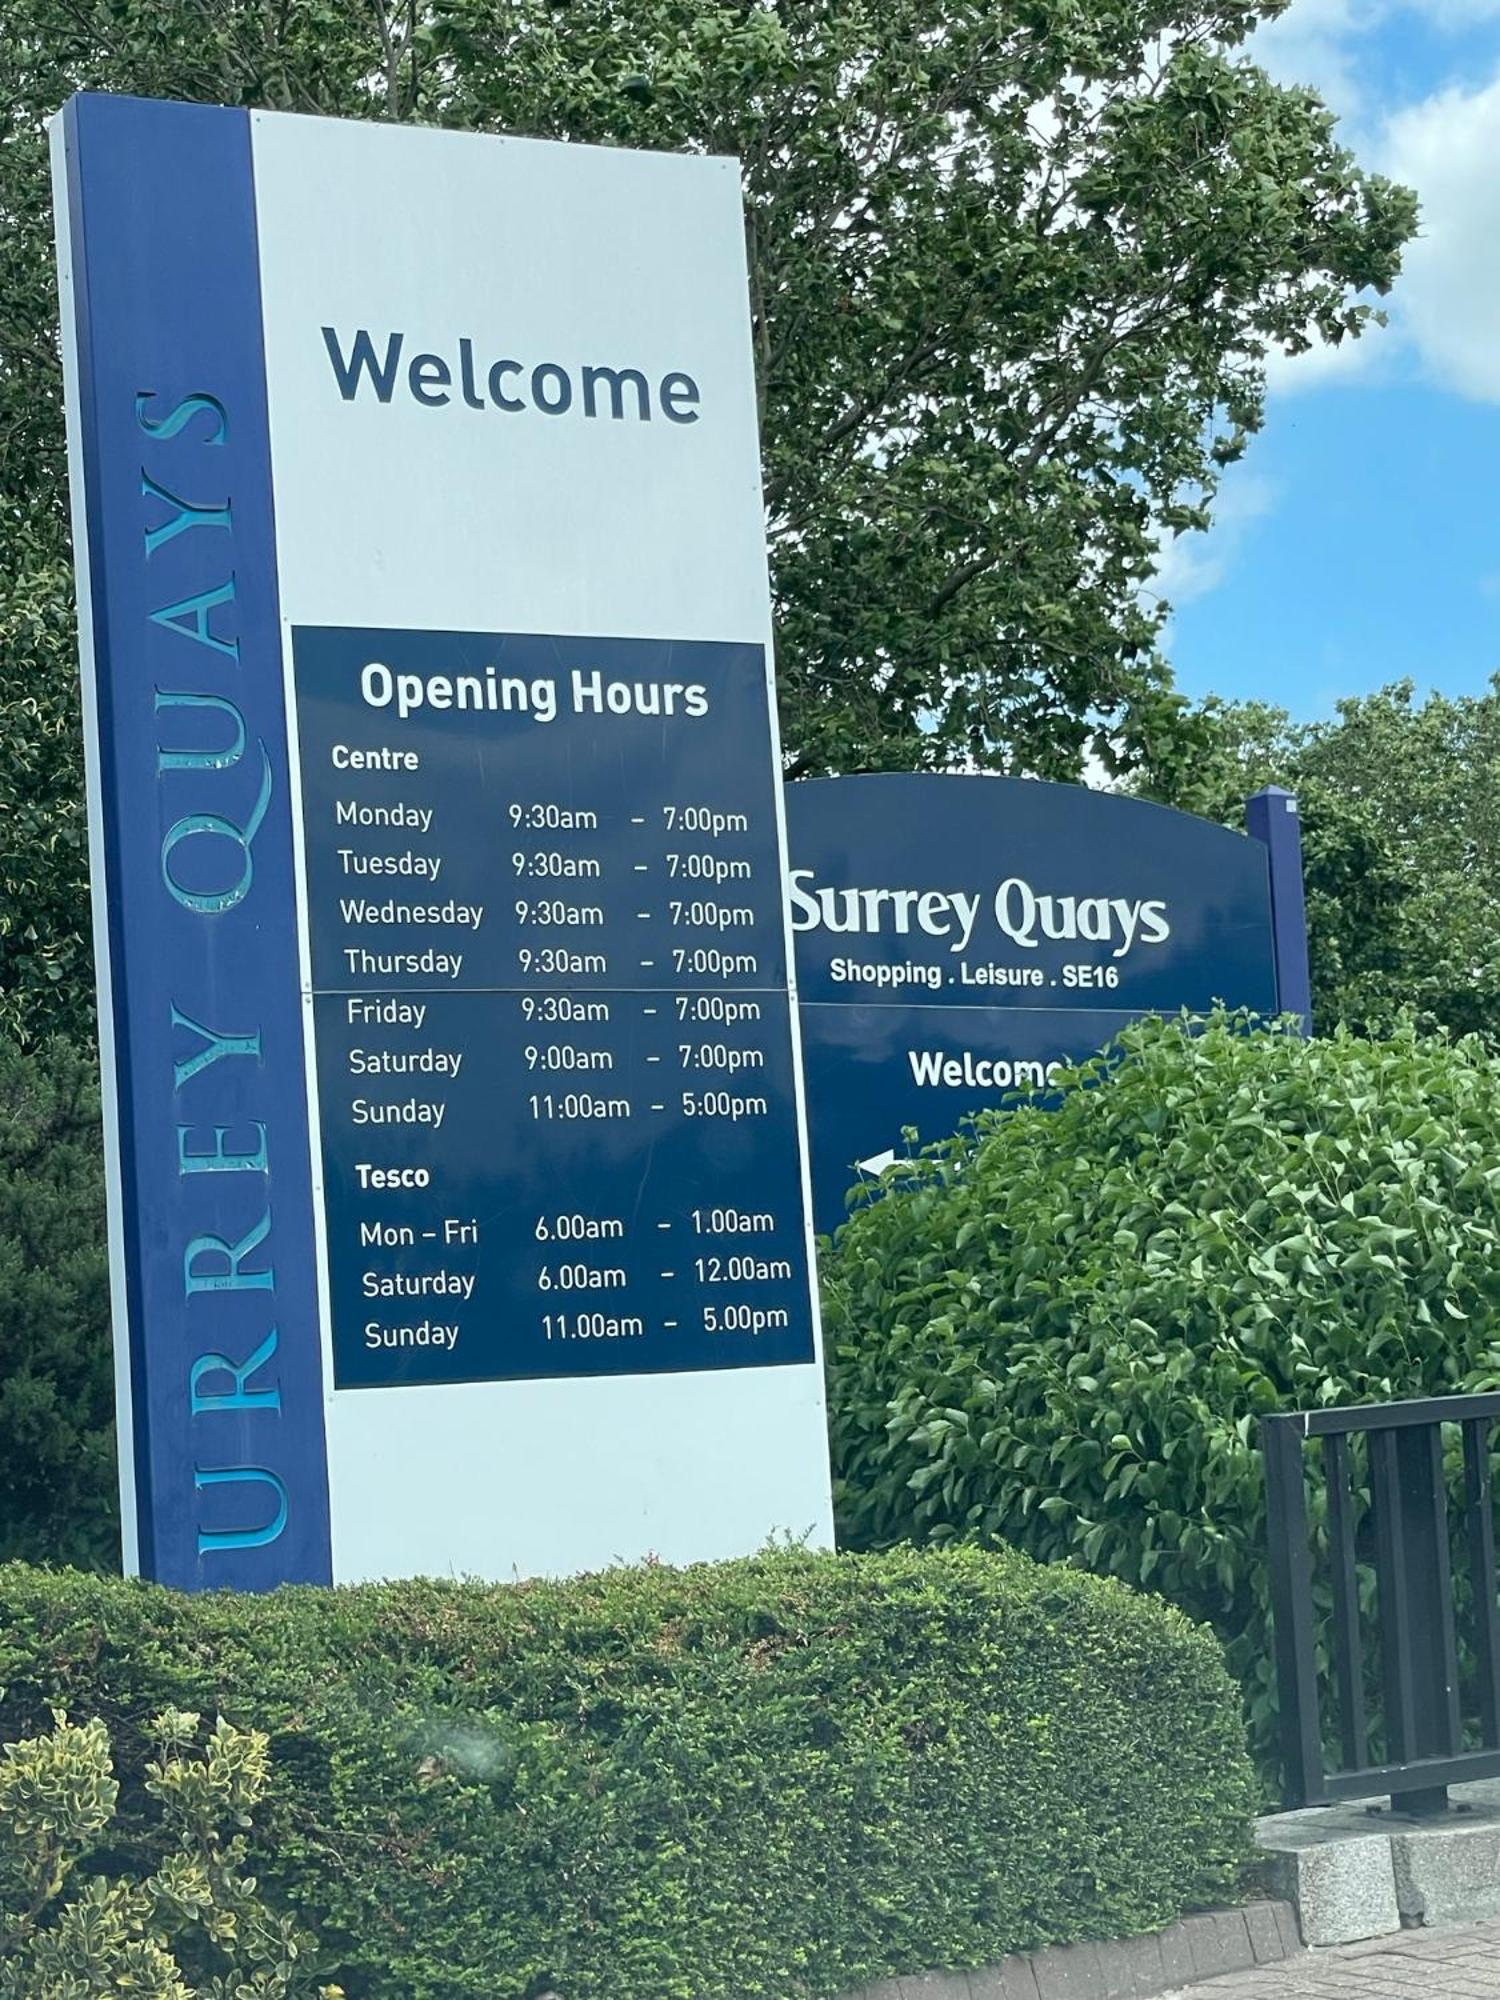 Welcome
URREY QUAYS
Opening Hours
Centre
Monday 9:30am – 7:00pm
Tuesday 9:30am – 7:00pm
Wednesday 9:30am – 7:00pm
Thursday 9:30am – 7:00pm
Friday 9:30am – 7:00pm
Saturday 9:00am – 7:00pm
Sunday 11:00am – 5:00pm
Tesco
Mon – Fri 6.00am – 1.00am
Saturday 6.00am – 12.00am
Sunday 11.00am – 5.00pm
Surrey Quays
Shopping . Leisure . SE16
Welcome